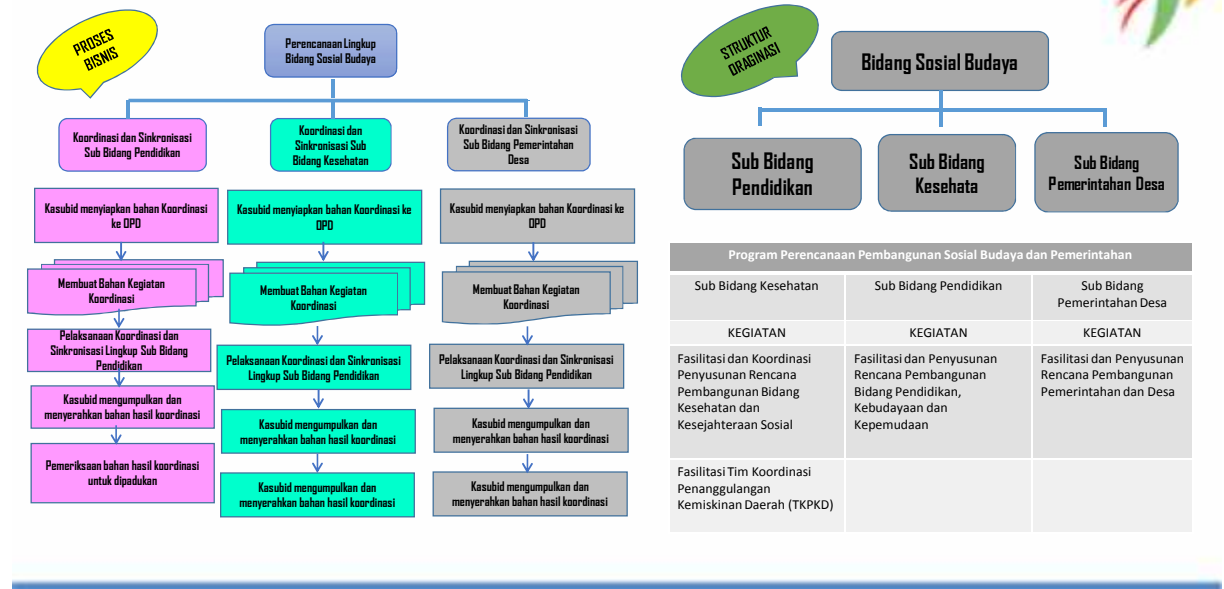 PROSES
BISNIS
Perencanaan Lingkup
Bidang Sosial Budaya
Koordinasi dan Sinkronisasi
Sub Bidang Pendidikan
Koordinasi dan
Sinkronisasi Sub
Bidang Kesehatan
Koordinasi dan Sinkronisasi
Sub Bidang Pemerintahan
Desa
Kasubid menyiapkan bahan Koordinasi
ke OPD
Membuat Bahan Kegiatan
Koordinasi
Pelaksanaan Koordinasi dan
Sinkronisasi Lingkup Sub Bidang
Pendidikan
Kasubid mengumpulkan dan
menyerahkan bahan hasil koordinasi
Pemeriksaan bahan hasil koordinasi
untuk dipadukan
Kasubid menyiapkan bahan Koordinasi ke
OPD
Membuat Bahan Kegiatan
Koordinasi
Pelaksanaan Koordinasi dan Sinkronisasi
Lingkup Sub Bidang Pendidikan
Kasubid mengumpulkan dan
menyerahkan bahan hasil koordinasi
Kasubid mengumpulkan dan
menyerahkan bahan hasil koordinasi
Kasubid menyiapkan bahan Koordinasi ke
OPD
Membuat Bahan Kegiatan
Koordinasi
Pelaksanaan Koordinasi dan Sinkronisasi
Lingkup Sub Bidang Pendidikan
Kasubid mengumpulkan dan
menyerahkan bahan hasil koordinasi
Kasubid mengumpulkan dan
menyerahkan bahan hasil koordinasi
STRUKTUR
ORAGINASI
Bidang Sosial Budaya
Sub Bidang
Pendidikan
Sub Bidang
Kesehata
Sub Bidang
Pemerintahan Desa
Program Perencanaan Pembangunan Sosial Budaya dan Pemerintahan
Sub Bidang Kesehatan
Sub Bidang Pendidikan
Sub Bidang
Pemerintahan Desa
KEGIATAN
KEGIATAN
KEGIATAN
Fasilitasi dan Koordinasi
Penyusunan Rencana
Pembangunan Bidang
Kesehatan dan
Kesejahteraan Sosial
Fasilitasi dan Penyusunan
Rencana Pembangunan
Bidang Pendidikan,
Kebudayaan dan
Kepemudaan
Fasilitasi dan Penyusunan
Rencana Pembangunan
Pemerintahan dan Desa
Fasilitasi Tim Koordinasi
Penanggulangan
Kemiskinan Daerah (TKPKD)